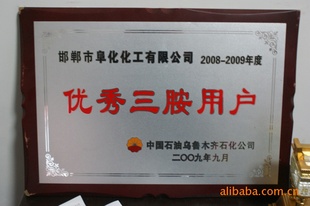 邯郸市阜化化工有限公司 2008-2009年度
优秀三胺用户
中国石油乌鲁木齐石化公司
二〇〇九年九月
alibaba.com.cn